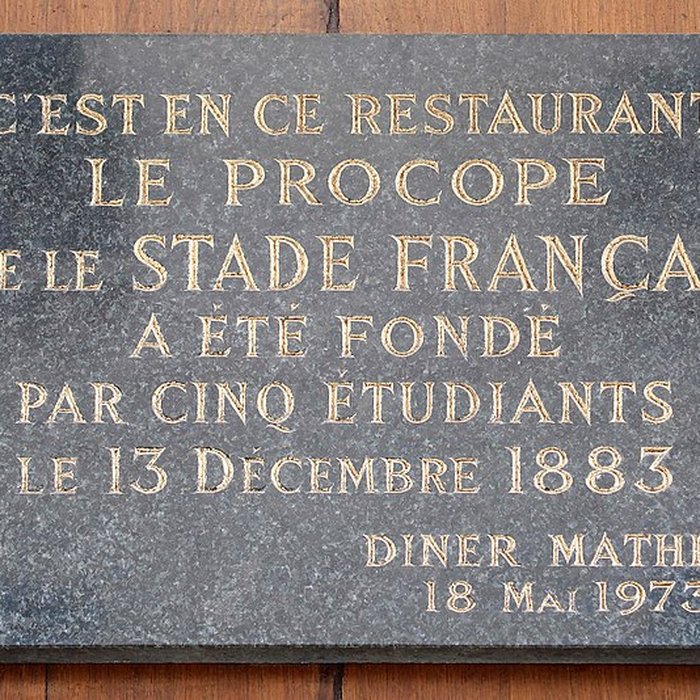 C'EST EN CE RESTAURANT
LE PROCOPE
LE STADE
A ÉTÉ FONDÉ
PAR CINQ ÉTUDIANTS
LE 13 DÉCEMBRE 1883
DINER
18 MAI 1973